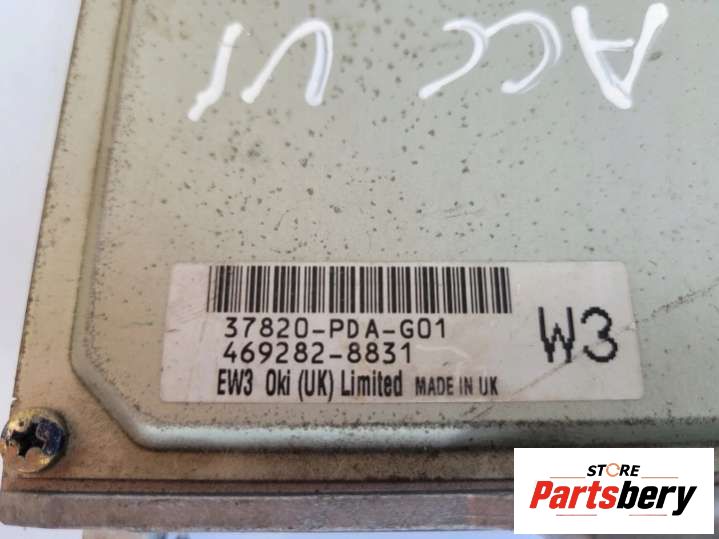 ACC VI
37820-PDA-G01
469282-8831
EW3 Oki (UK) Limited MADE IN UK
W3
STORE
Partsbery